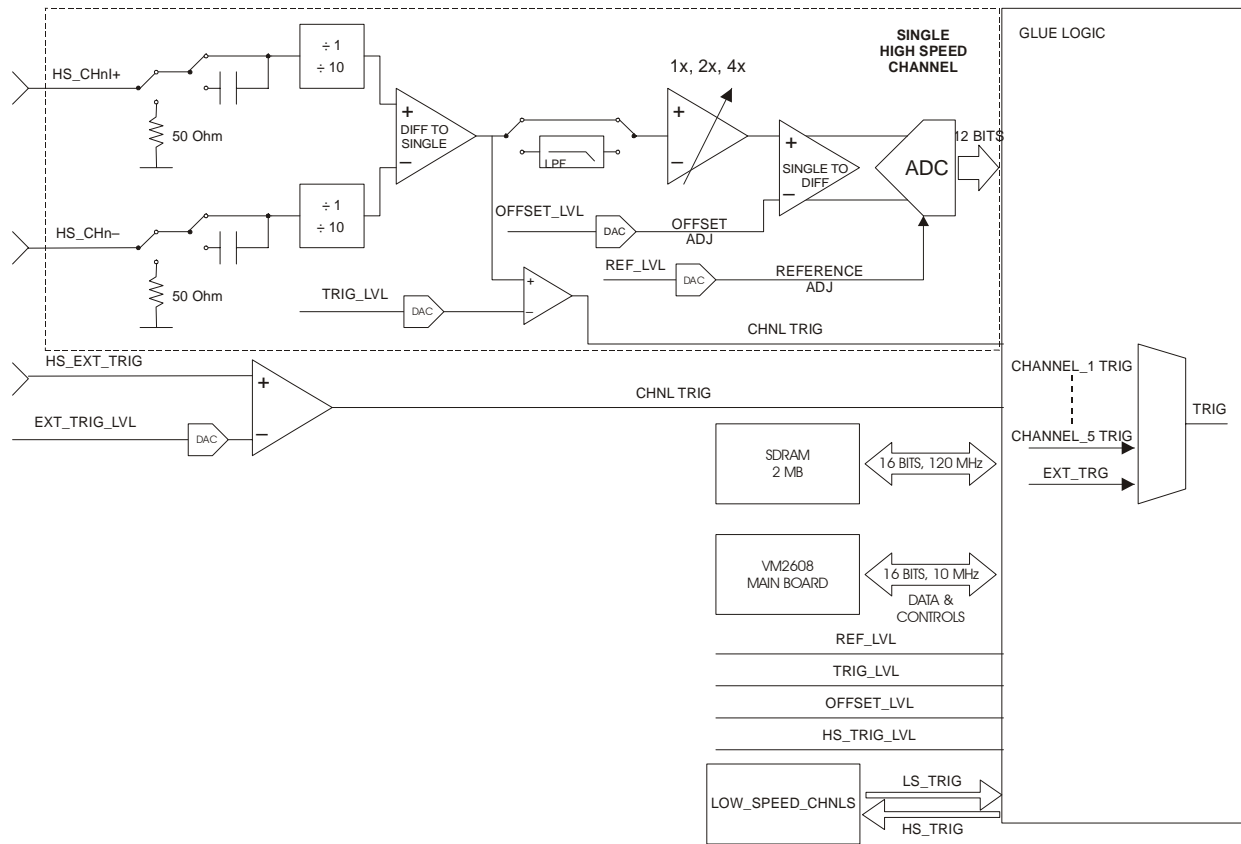 GLUE LOGIC
SINGLE
HIGH SPEED
CHANNEL
÷ 1
÷ 10
HS_CHnl+
1x, 2x, 4x
50 Ohm
+
DIFF TO
SINGLE
–
LPF
+
–
+
SINGLE TO
DIFF
–
ADC
12 BITS
÷ 1
÷ 10
HS_CHn–
50 Ohm
OFFSET_LVL
DAC
OFFSET
ADJ
REF_LVL
DAC
REFERENCE
ADJ
TRIG_LVL
DAC
+
–
CHNL TRIG
HS_EXT_TRIG
+
–
EXT_TRIG_LVL
DAC
CHNL TRIG
CHANNEL_1 TRIG
CHANNEL_5 TRIG
EXT_TRG
TRIG
SDRAM
2 MB
16 BITS, 120 MHz
VM2608
MAIN BOARD
16 BITS, 10 MHz
DATA &
CONTROLS
REF_LVL
TRIG_LVL
OFFSET_LVL
HS_TRIG_LVL
LOW_SPEED_CHNLS
LS_TRIG
HS_TRIG